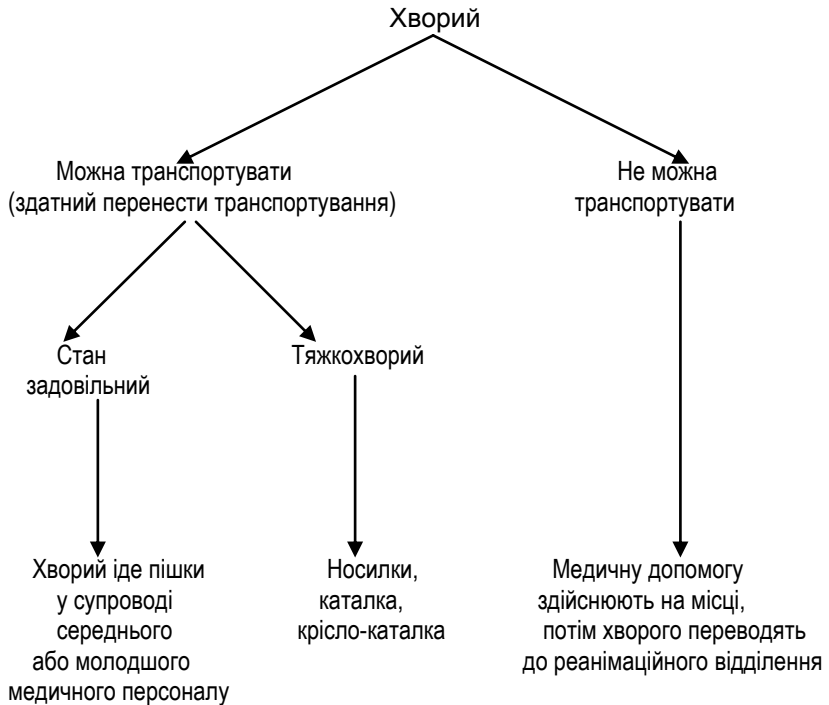 Хворий
Можна транспортувати
(здатний перенести транспортування)
Не можна
транспортувати
Стан
задовільний
Тяжкохворий
Хворий іде пішки
у супроводі
середнього
або молодшого
медичного персоналу
Носилки,
каталка,
крісло-каталка
Медичну допомогу
здійснюють на місці,
потім хворого переводять
до реанімаційного відділення